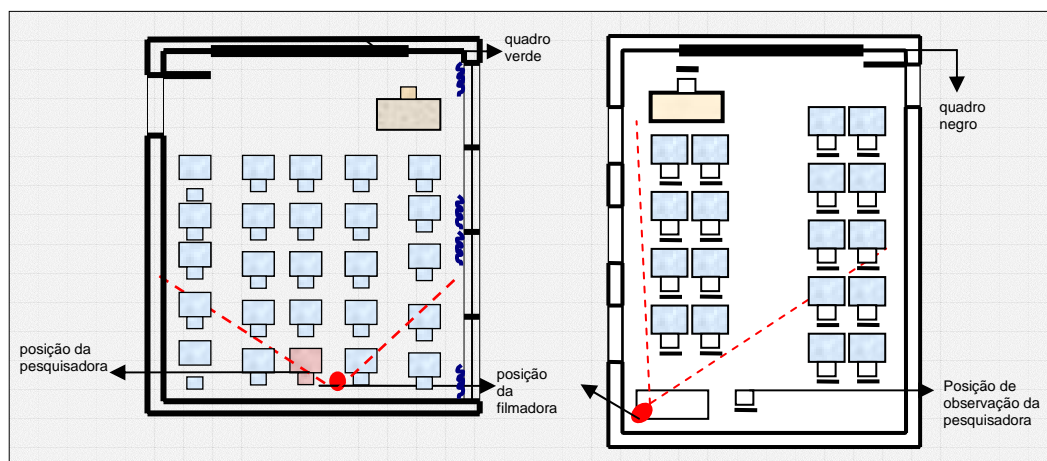 quadro
verde
quadro
negro
posição da
pesquisadora
posição
da
filmadora
Posição de
observação da
pesquisadora